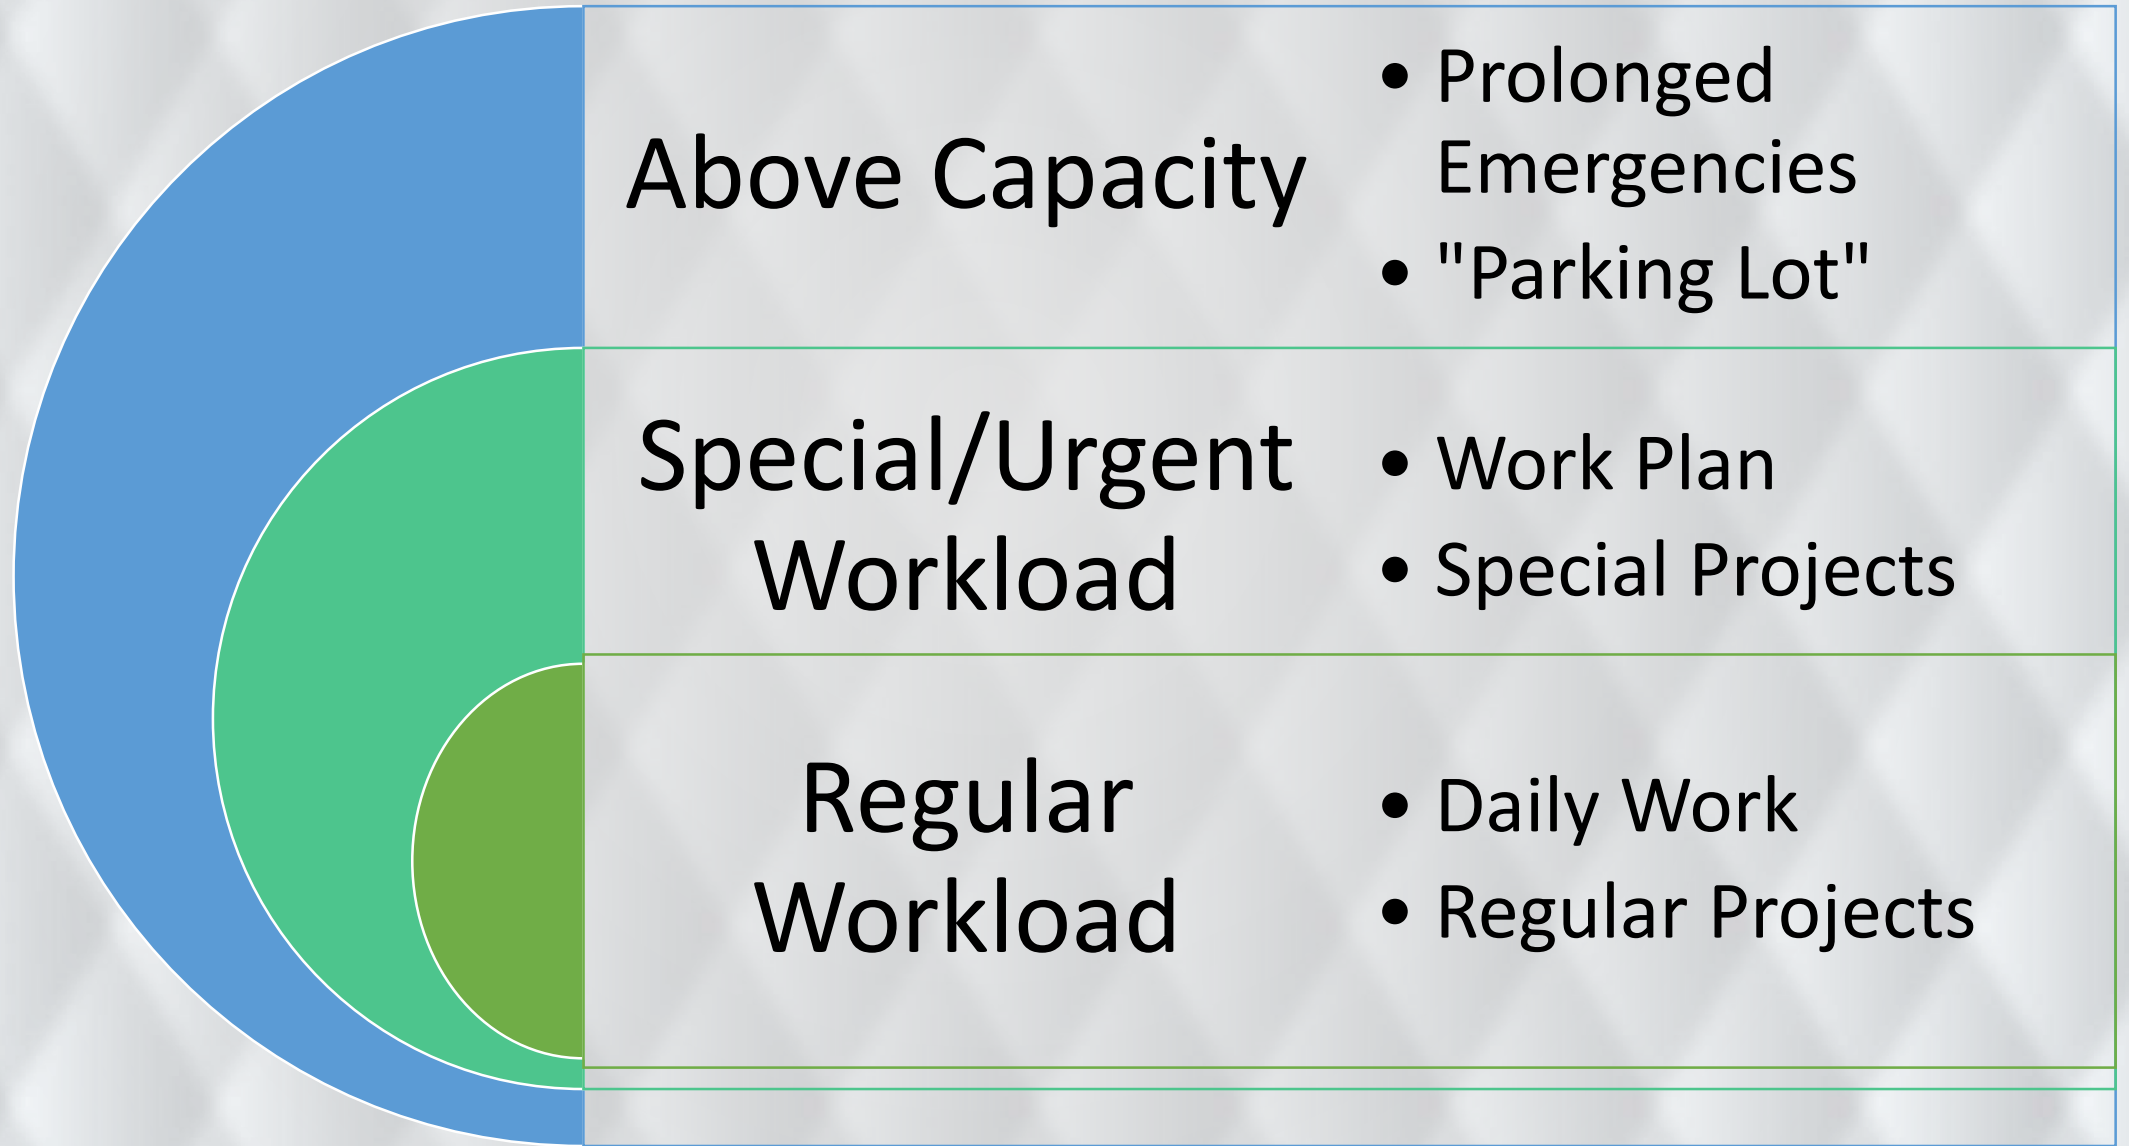 Above Capacity
• Prolonged
Emergencies
• "Parking Lot"
Special/Urgent
Workload
• Work Plan
• Special Projects
Regular
Workload
• Daily Work
• Regular Projects